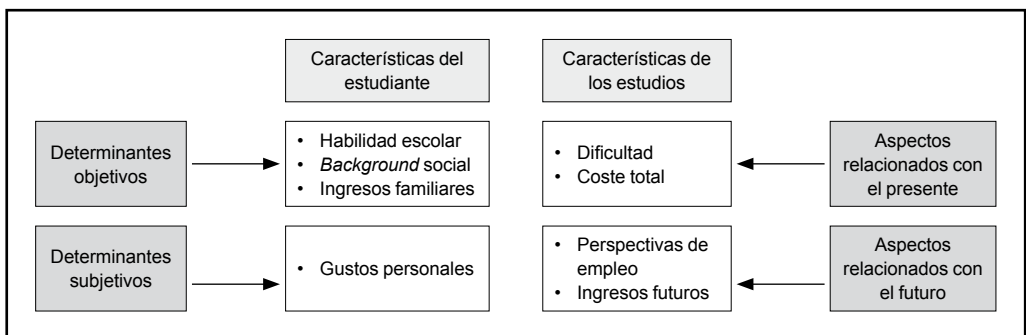 Características del
estudiante
Características de
los estudios
Determinantes
objetivos
• Habilidad escolar
• Background social
• Ingresos familiares
• Dificultad
• Coste total
Aspectos
relacionados con
el presente
Determinantes
subjetivos
• Gustos personales
• Perspectivas de
empleo
• Ingresos futuros
Aspectos
relacionados con
el futuro